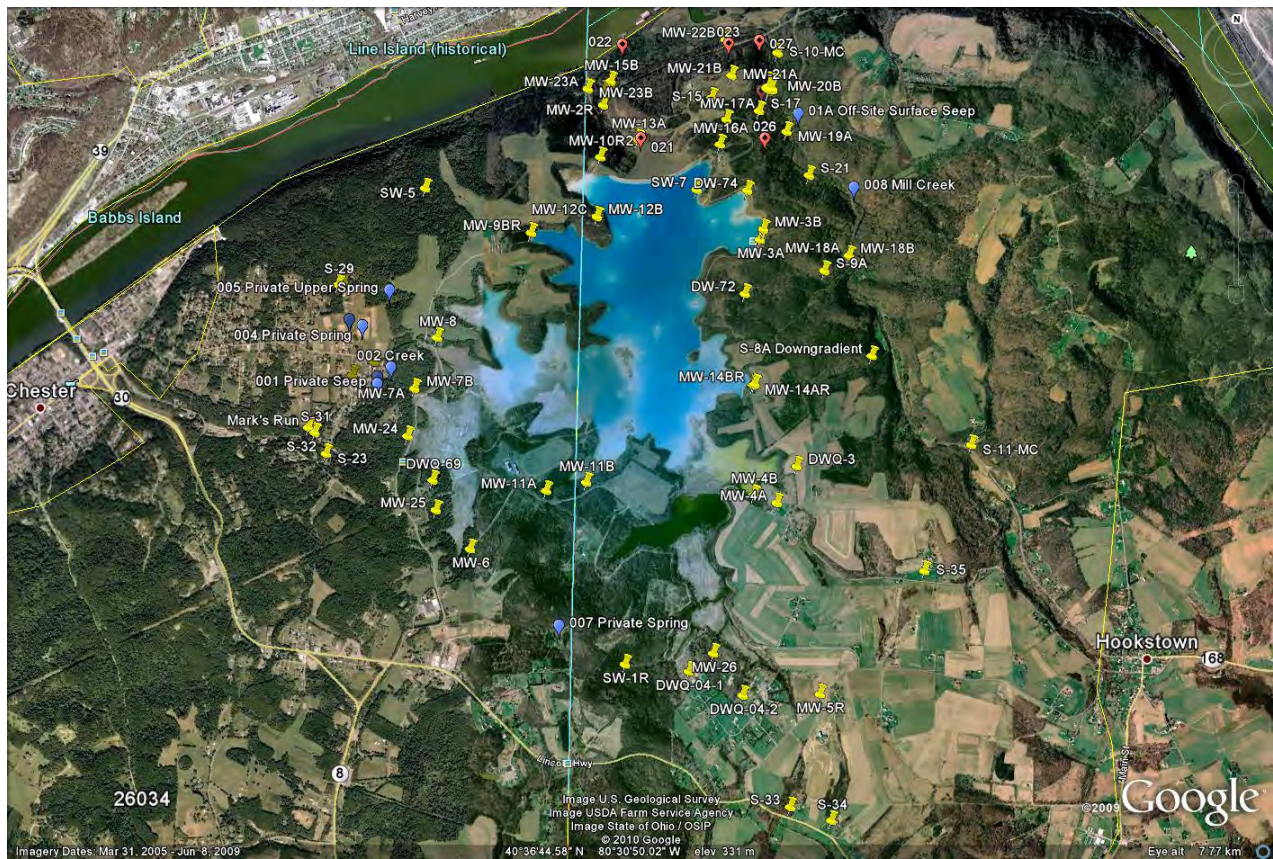 Harvey
N
Line Island (historical)
022
MW-22B
023
027
S-10-MC
MW-15B
MW-21B
MW-21A
MW-23A
MW-23B
S-15
MW-20B
MW-2R
MW-17A
S-17
01A Off-Site Surface Seep
MW-13A
MW-16A
026
MW-19A
39
MW-10R2
021
S-21
SW-5
SW-7
DW-74
008 Mill Creek
Babbs Island
MW-12C
MW-12B
MW-9BR
MW-3B
MW-3A
MW-18A
MW-18B
S-9A
S-29
005 Private Upper Spring
DW-72
004 Private Spring
MW-8
002 Creek
S-8A Downgradient
001 Private Seep
MW-7B
MW-14BR
MW-7A
MW-14AR
Chester
30
S-31
Mark's Run
MW-24
S-32
S-23
S-11-MC
DWQ-69
DWQ-3
MW-11B
MW-11A
MW-4B
MW-4A
MW-25
MW-6
S-35
007 Private Spring
Hookstown
168
SW-1R
MW-26
DWQ-04-1
DWQ-04-2
MW-5R
Main St
8
Lincoln Hwy
26034
S-33
S-34
Image U.S. Geological Survey
Image USDA Farm Service Agency
Image State of Ohio / OSIP
© 2010 Google
©2009 Google
Imagery Dates: Mar 31, 2005 - Jun 8, 2009
40°36'44.58" N 80°30'50.02" W elev 331 m
Eye alt 7.77 km